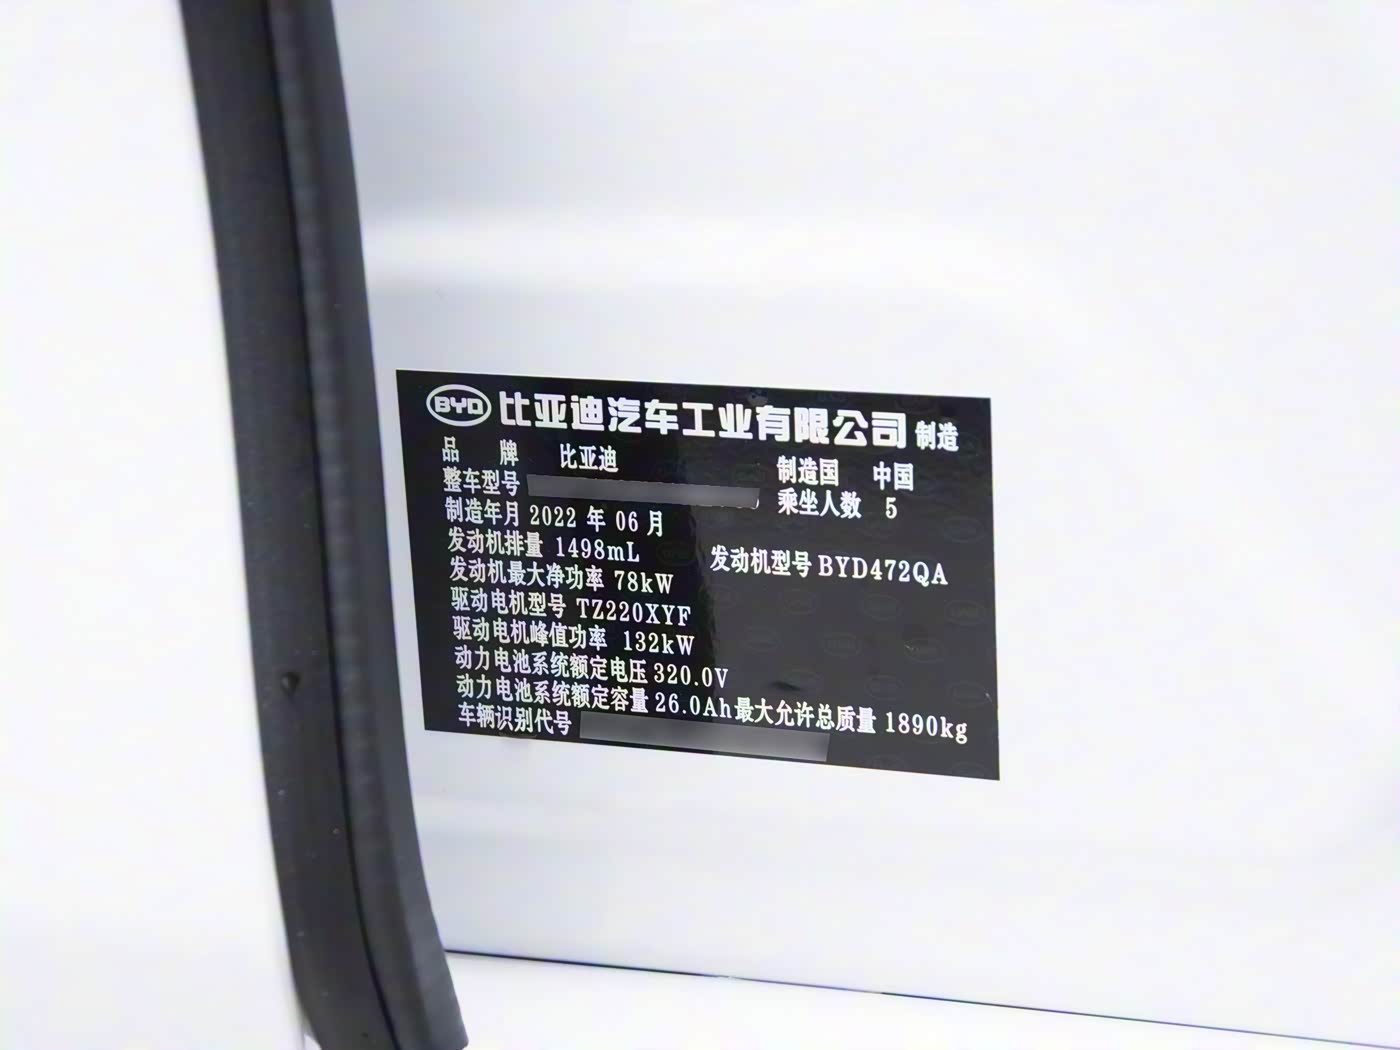 BYD 比亚迪汽车工业有限公司 制造
品 牌 比亚迪 制造国 中国
整车型号 乘坐人数 5
制造年月 2022 年 06 月
发动机排量 1498mL 发动机型号 BYD472QA
发动机最大净功率 78kW
驱动电机型号 TZ220XYF
驱动电机峰值功率 132kW
动力电池系统额定电压 320.0V
动力电池系统额定容量 26.0Ah 最大允许总质量 1890kg
车辆识别代号